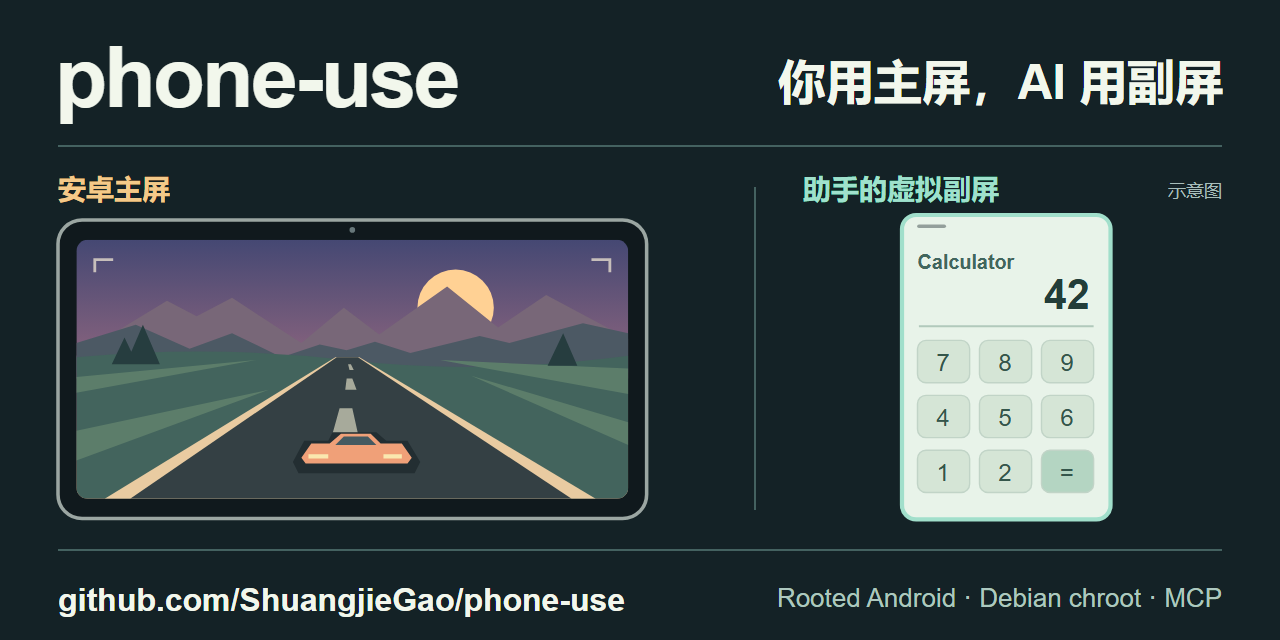 phone-use
你用主屏，AI 用副屏
安卓主屏
助手的虚拟副屏
示意图
Calculator
42
7 8 9
4 5 6
1 2 =
github.com/ShuangjieGao/phone-use
Rooted Android · Debian chroot · MCP